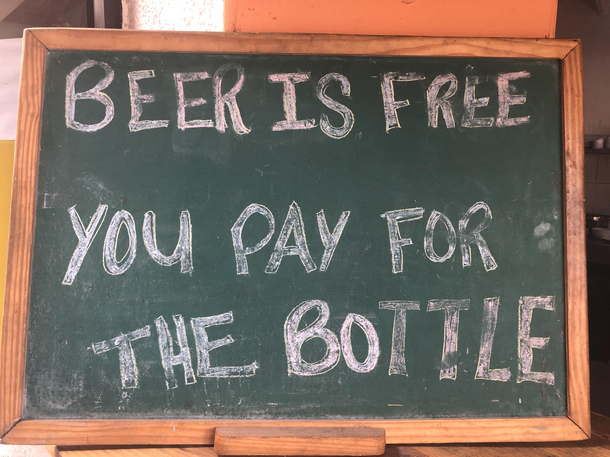 BEER IS FREE
YOU PAY FOR
THE BOTTLE